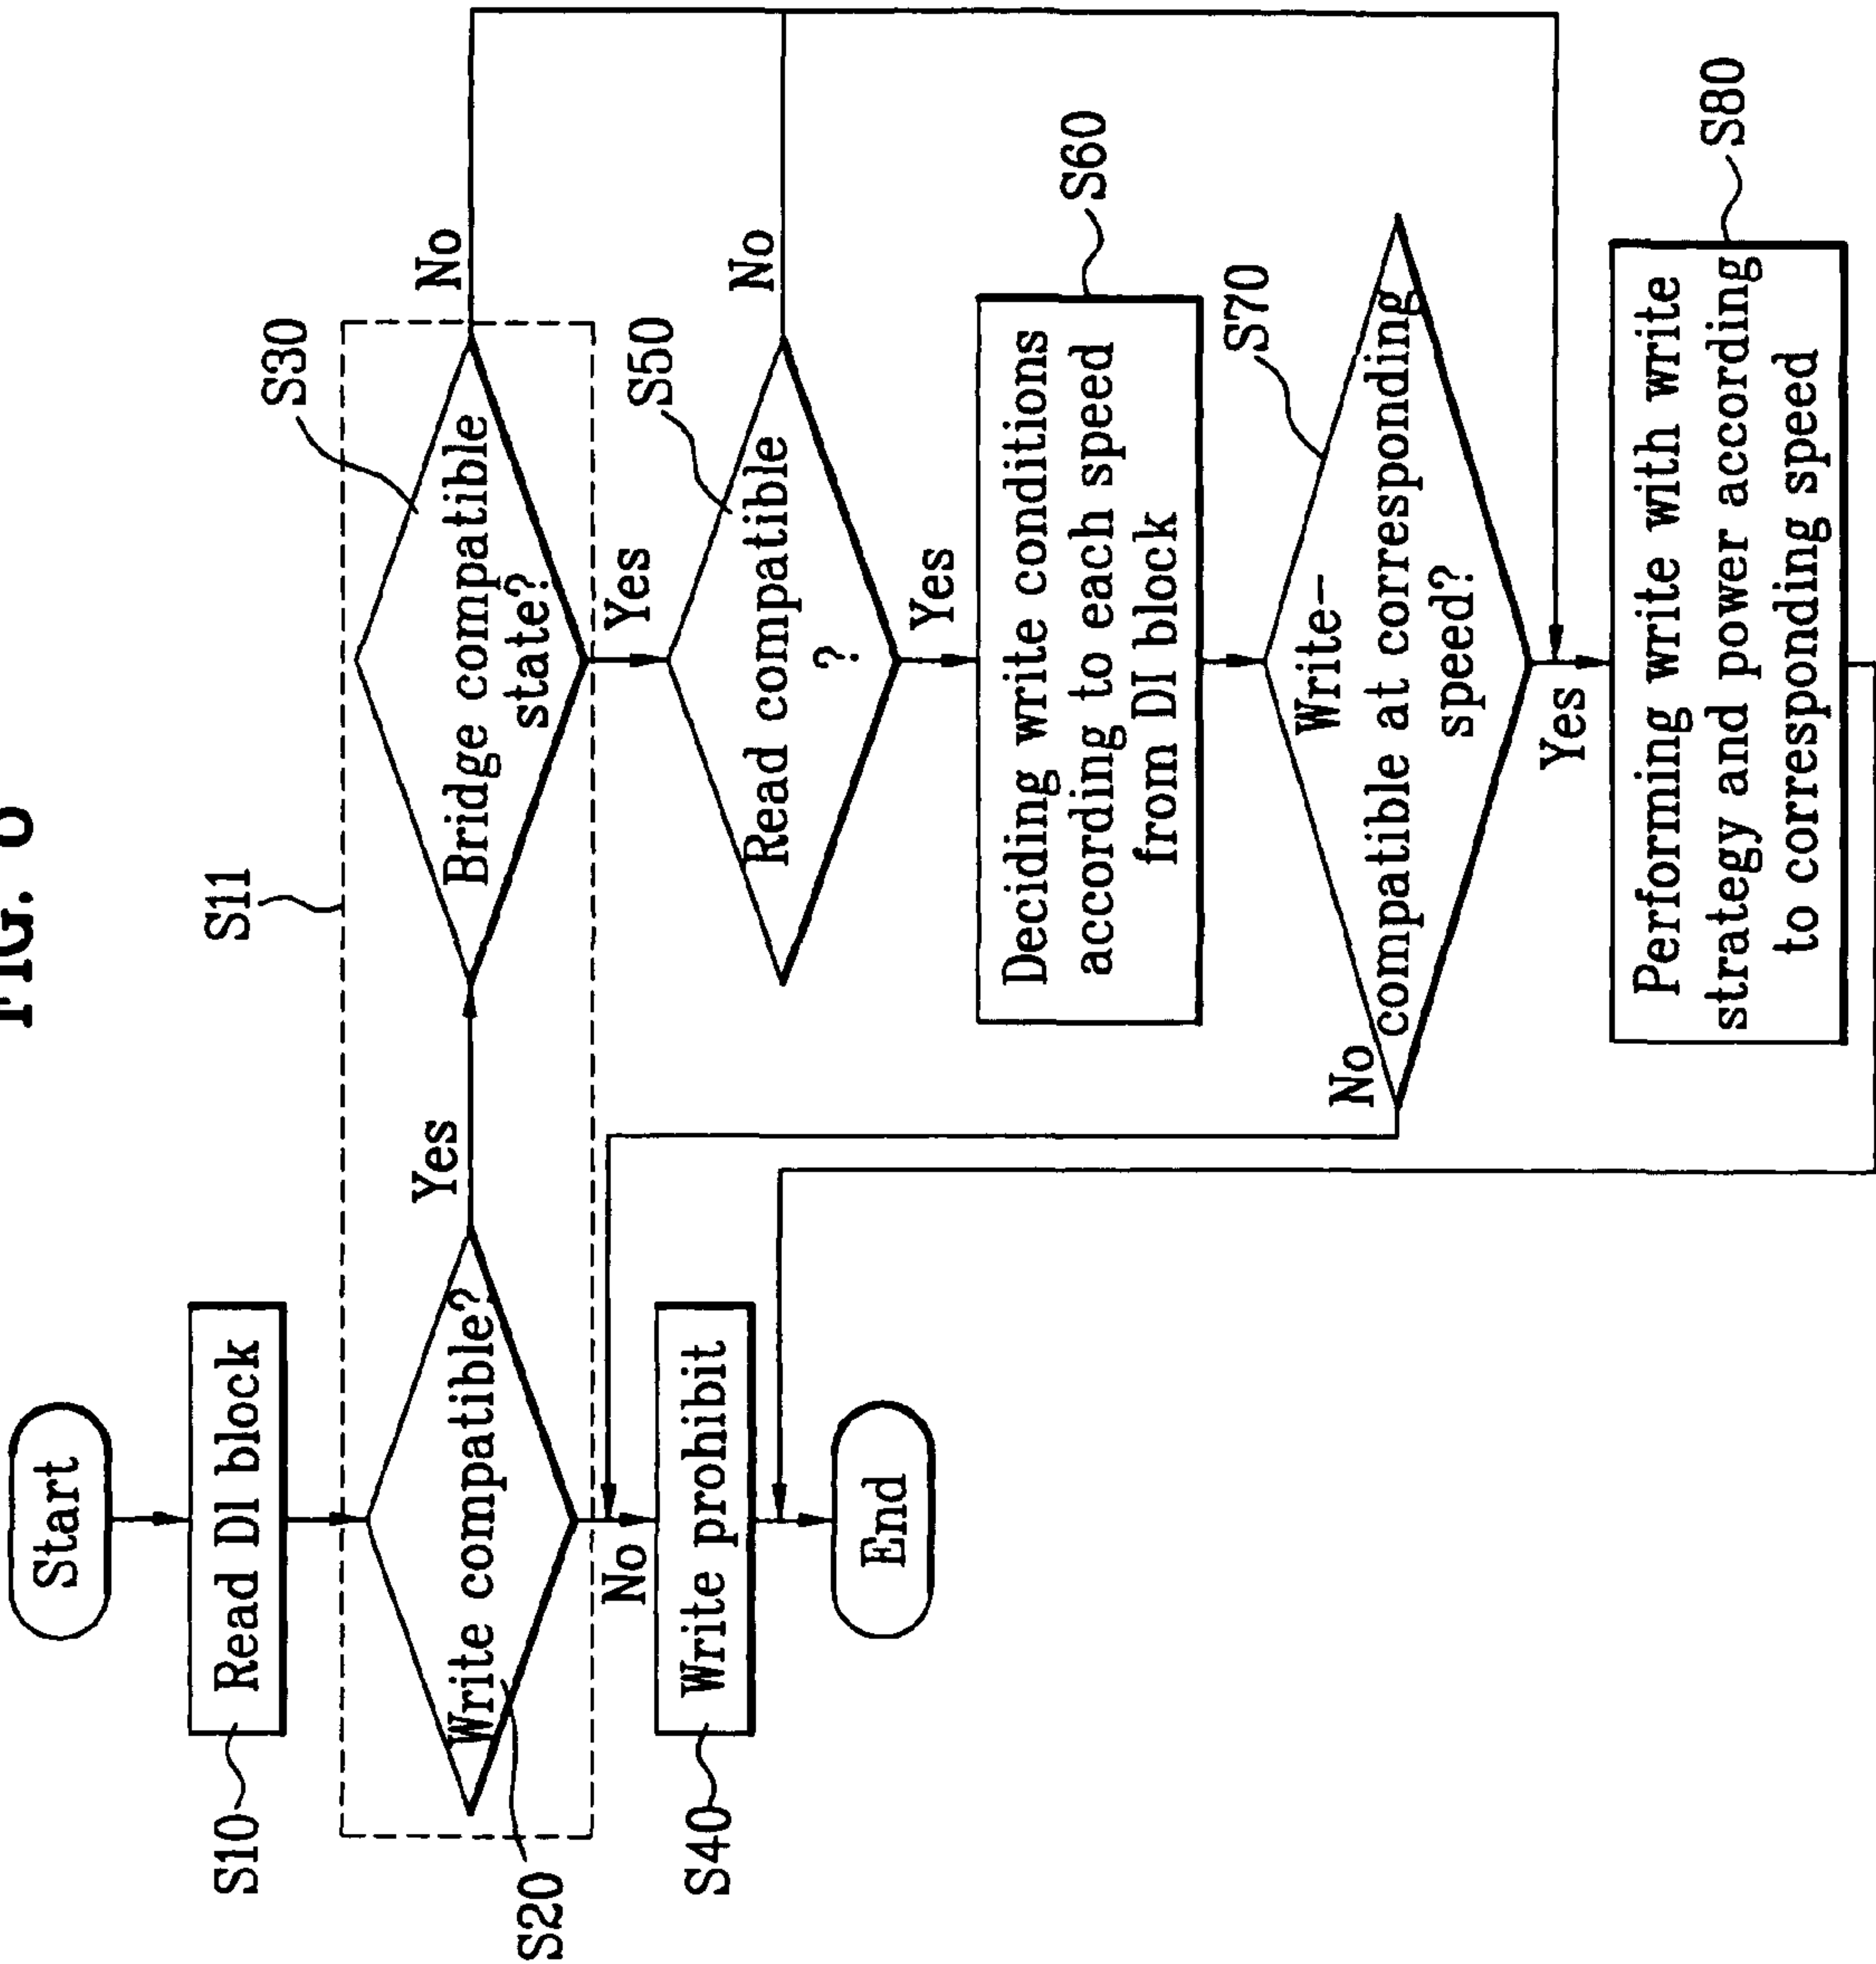 Start
S10
Read DI block
S11
Write compatible?
S20
Yes
No
S30
Bridge compatible
state?
No
Yes
S40
Write prohibit
End
S50
Read compatible
?
No
Yes
S60
Deciding write conditions
according to each speed
from DI block
S70
Write-
compatible at corresponding
speed?
No
Yes
S80
Performing write with write
strategy and power according
to corresponding speed